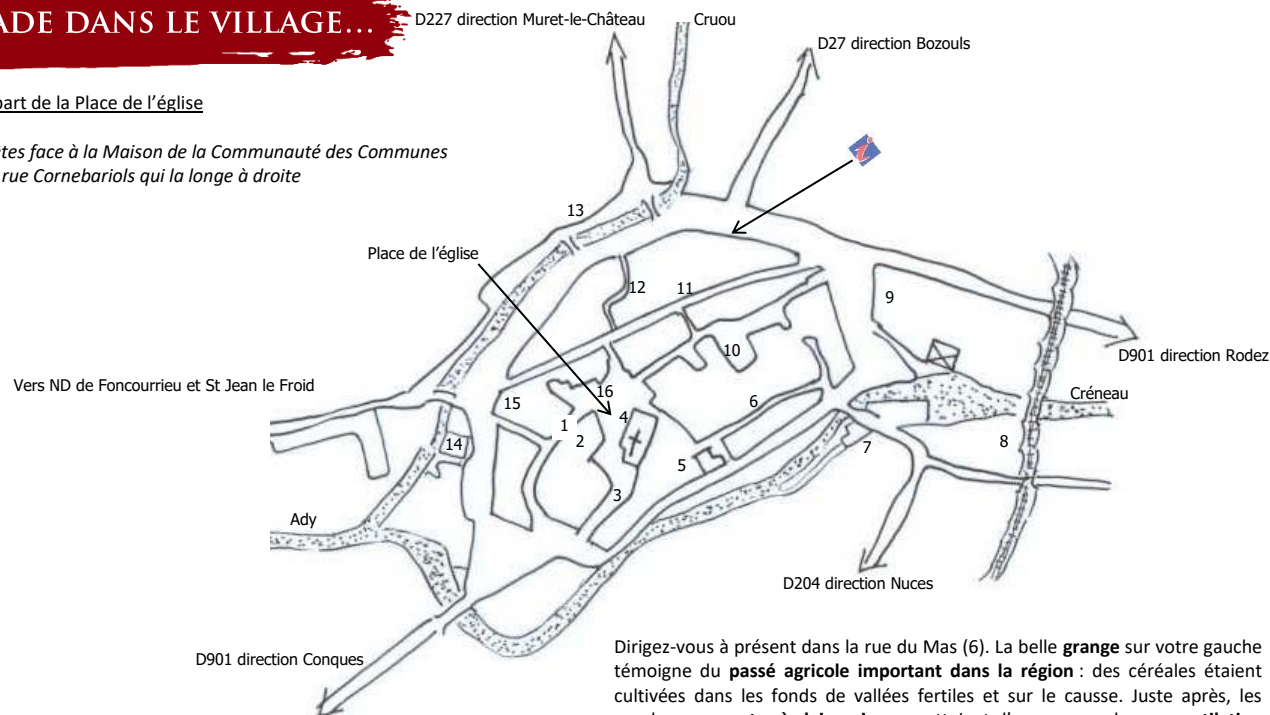 ADE DANS LE VILLAGE…
D227 direction Muret-le-Château
Cruou
D27 direction Bozouls
part de la Place de l'église
êtes face à la Maison de la Communauté des Communes
rue Cornebariols qui la longe à droite
i
13
Place de l'église
12
11
9
10
D901 direction Rodez
Vers ND de Foncourrieu et St Jean le Froid
16
Créneau
15
6
4
1
2
14
7
8
5
3
Ady
D204 direction Nuces
D901 direction Conques
Dirigez-vous à présent dans la rue du Mas (6). La belle grange sur votre gauche
témoigne du passé agricole important dans la région : des céréales étaient
cultivées dans les fonds de vallées fertiles et sur le causse. Juste après, les